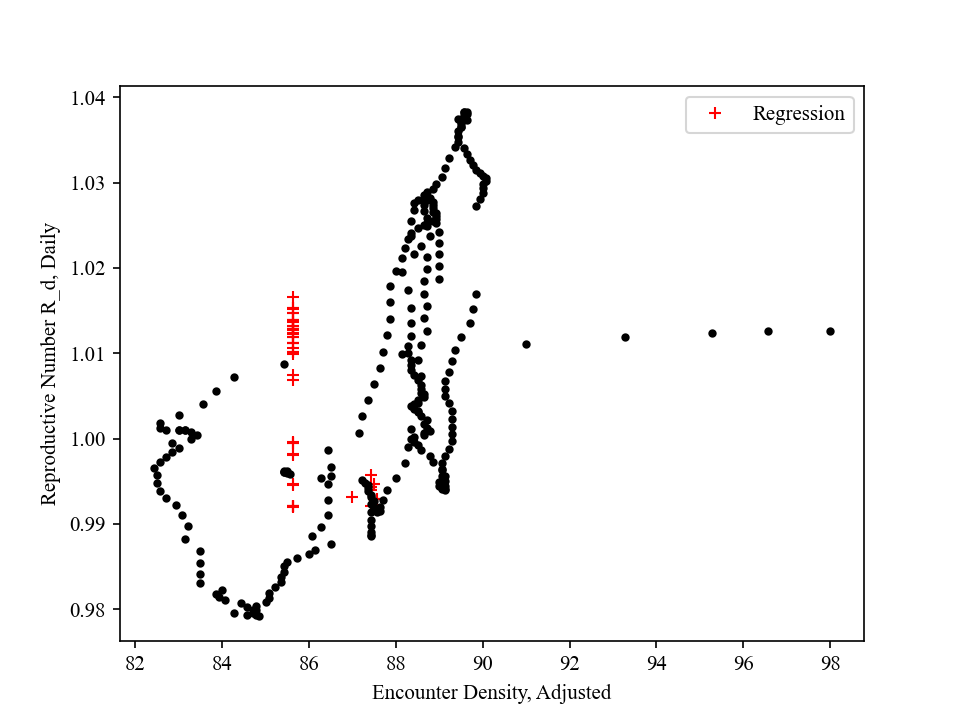 Regression
1.04
1.03
1.02
1.01
1.00
0.99
0.98
Reproductive Number R_d, Daily
82 84 86 88 90 92 94 96 98
Encounter Density, Adjusted